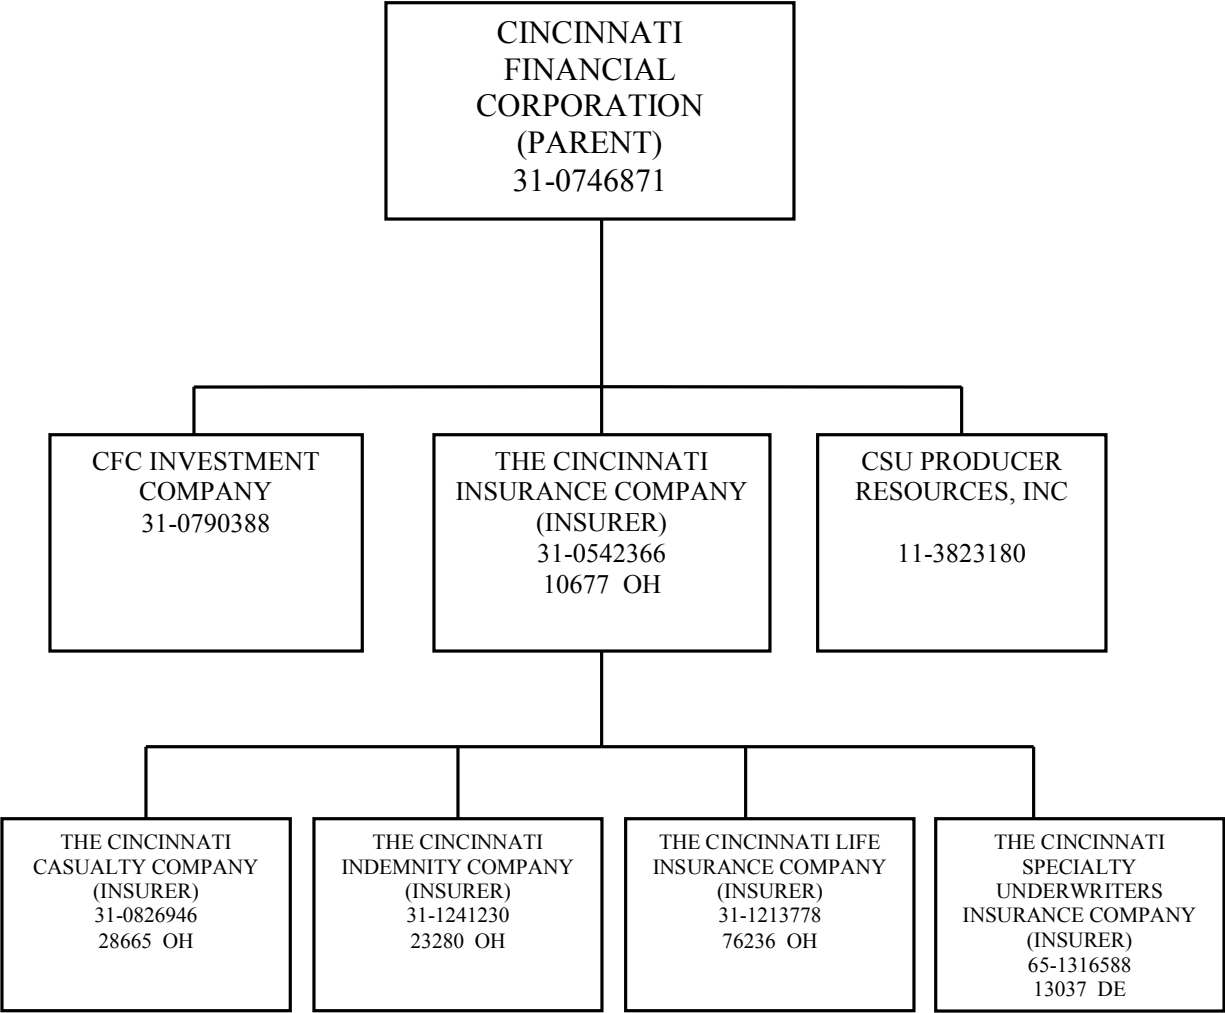 CINCINNATI
FINANCIAL
CORPORATION
(PARENT)
31-0746871
CFC INVESTMENT
COMPANY
31-0790388
THE CINCINNATI
INSURANCE COMPANY
(INSURER)
31-0542366
10677 OH
CSU PRODUCER
RESOURCES, INC
11-3823180
THE CINCINNATI
CASUALTY COMPANY
(INSURER)
31-0826946
28665 OH
THE CINCINNATI
INDEMNITY COMPANY
(INSURER)
31-1241230
23280 OH
THE CINCINNATI LIFE
INSURANCE COMPANY
(INSURER)
31-1213778
76236 OH
THE CINCINNATI
SPECIALTY
UNDERWRITERS
INSURANCE COMPANY
(INSURER)
65-1316588
13037 DE